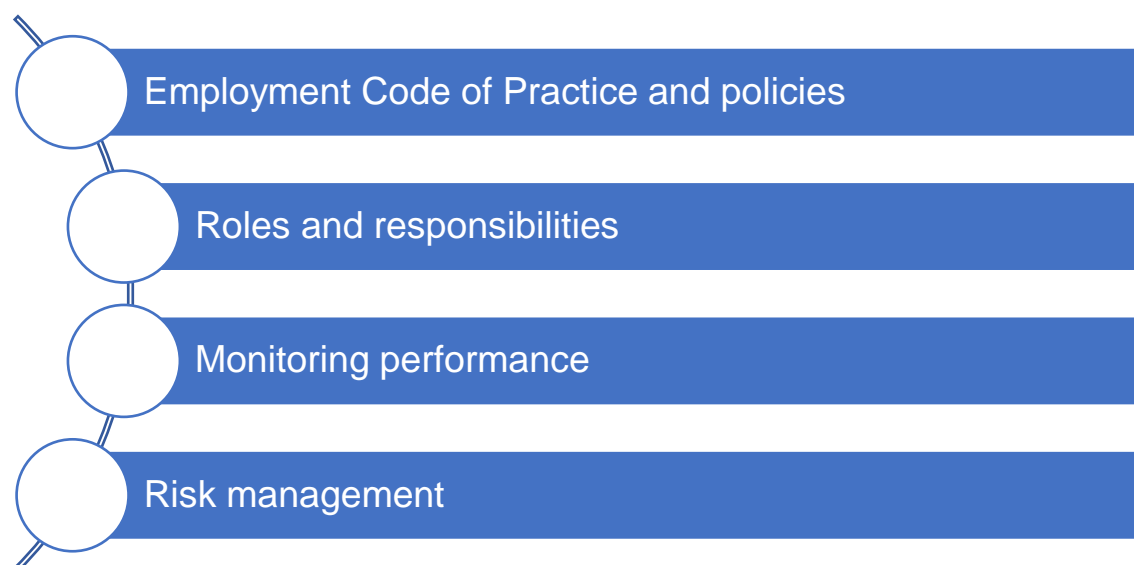 Employment Code of Practice and policies
Roles and responsibilities
Monitoring performance
Risk management